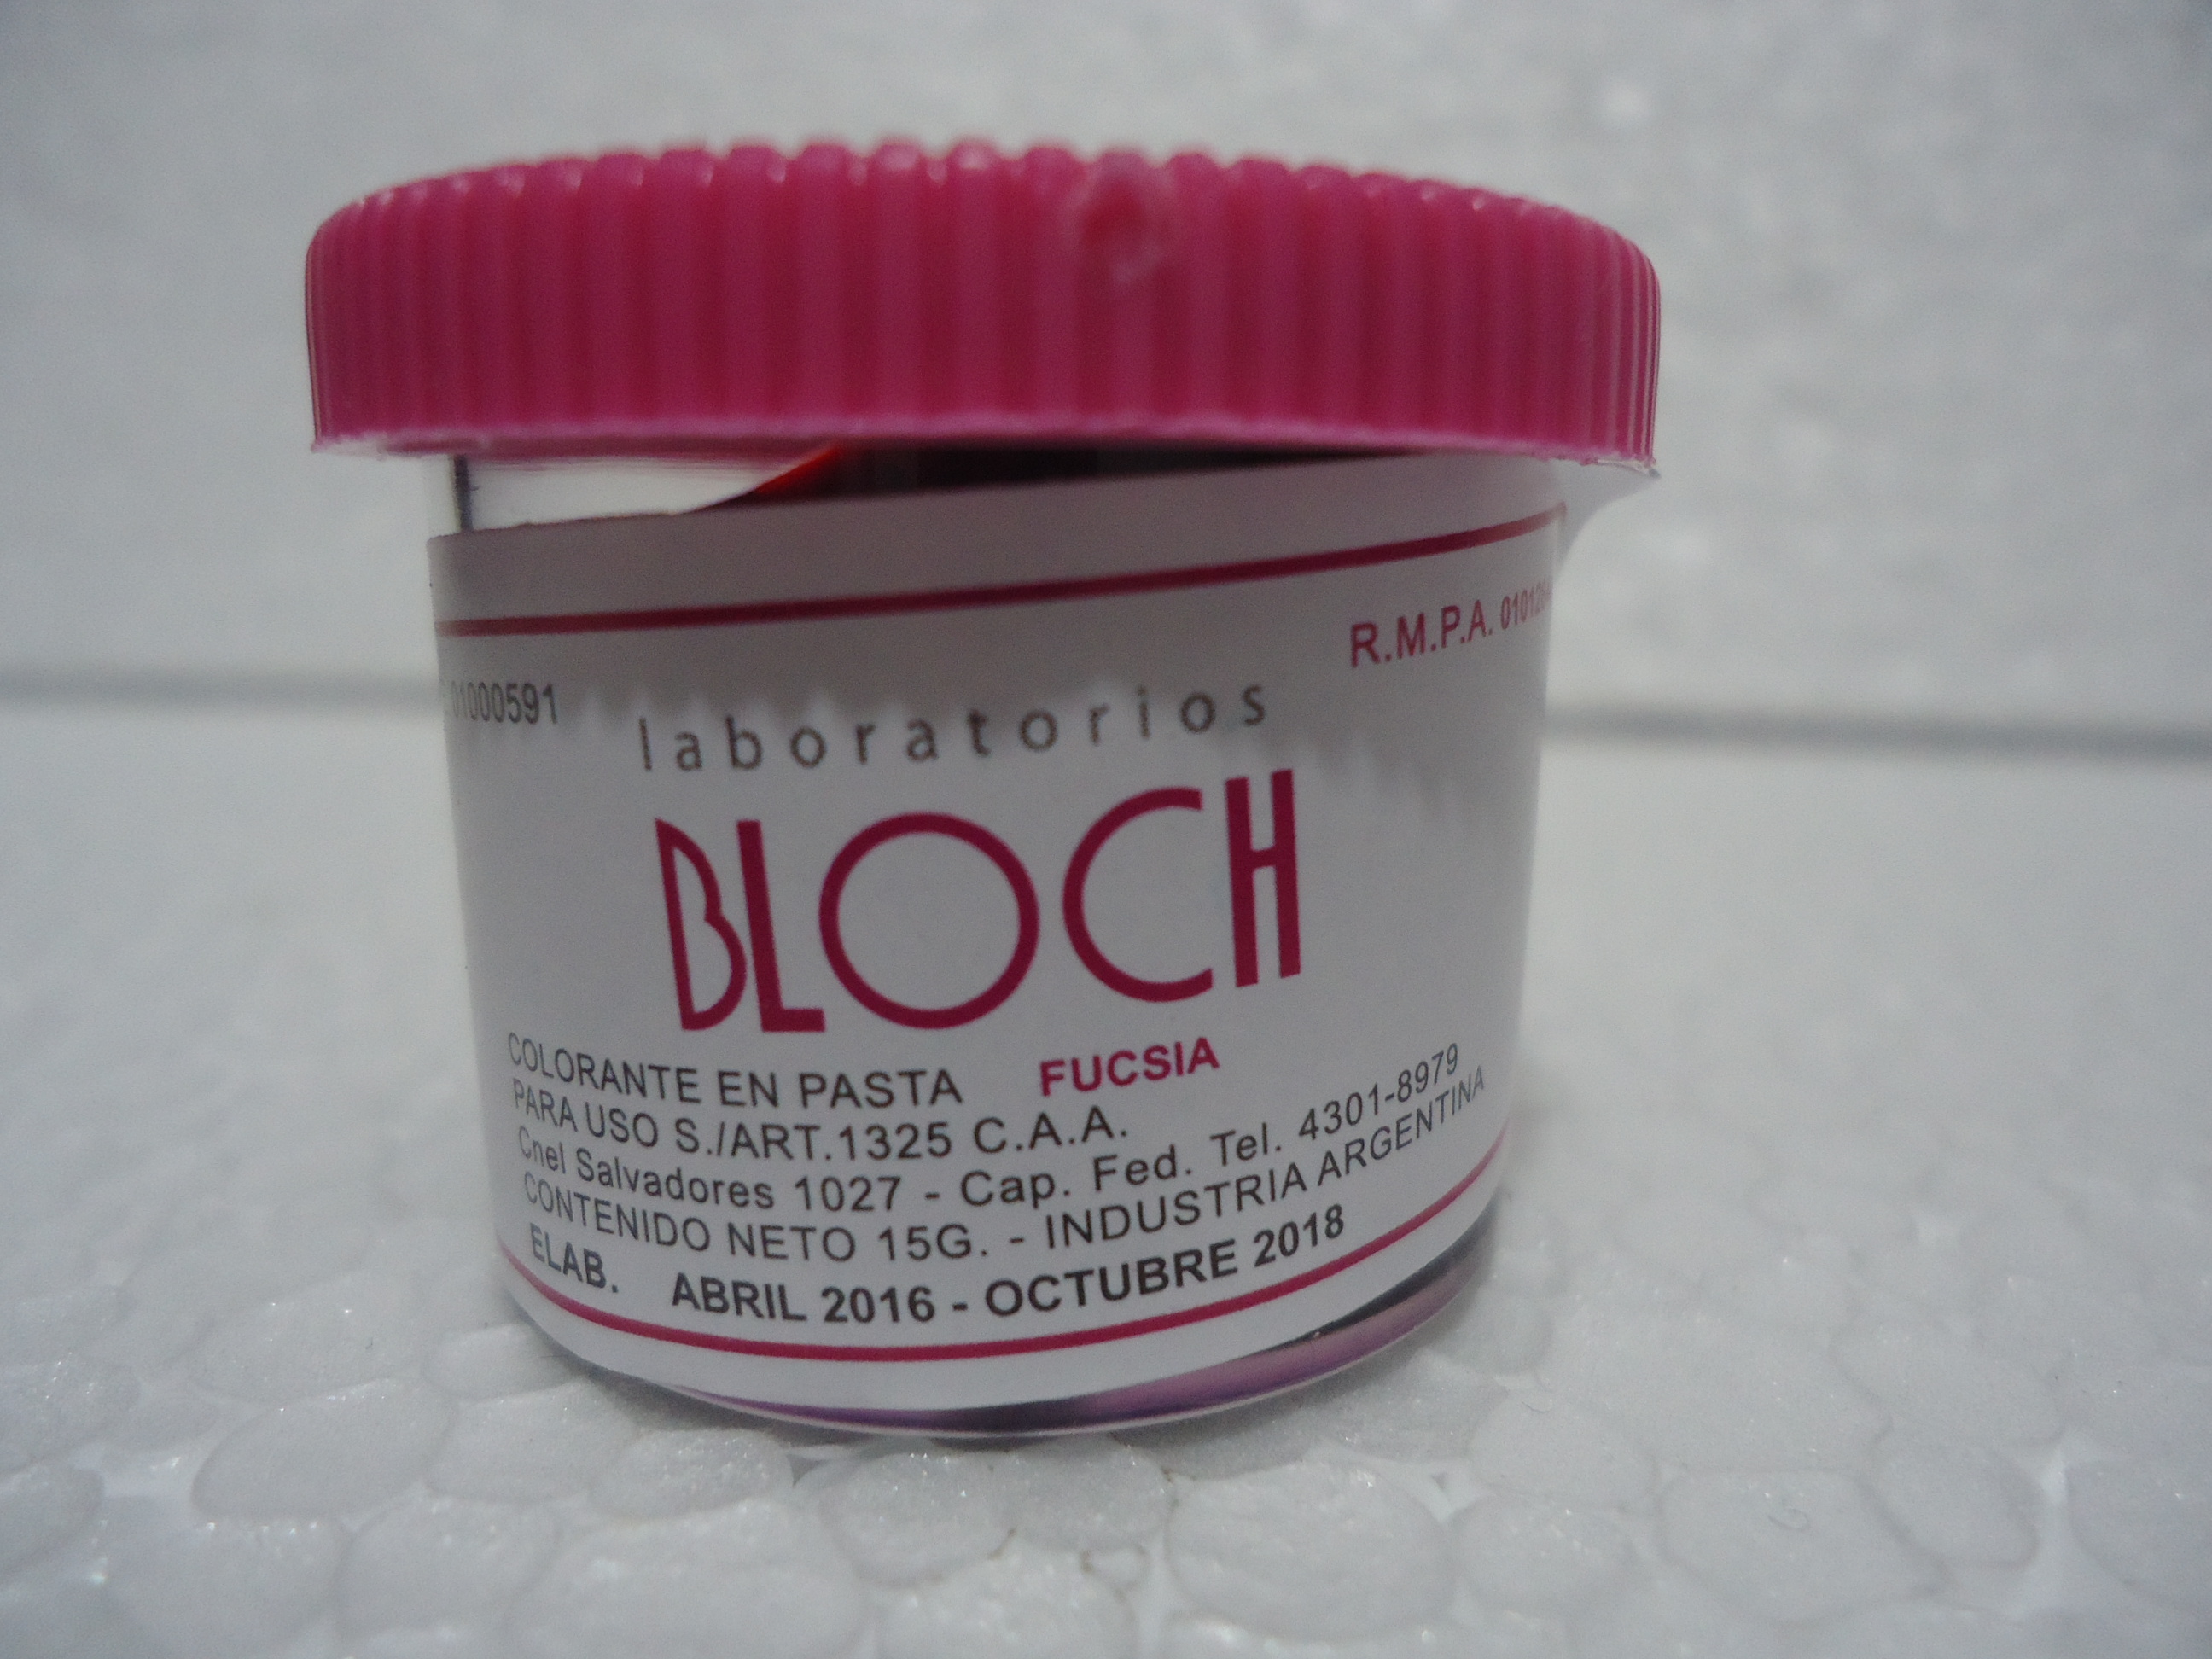 01000591
R.M.P.A.
laboratorios
BLOCH
COLORANTE EN PASTA FUCSIA
PARA USO S./ART.1325 C.A.A.
Cnel Salvadores 1027 - Cap. Fed. Tel. 4301-8979
CONTENIDO NETO 15G. - INDUSTRIA ARGENTINA
ELAB. ABRIL 2016 - OCTUBRE 2018